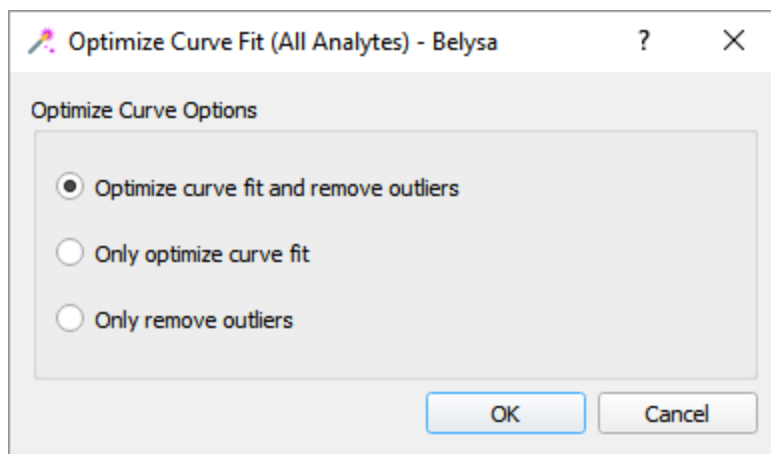 Optimize Curve Fit (All Analytes) - Belysa ?
Optimize Curve Options
Optimize curve fit and remove outliers
Only optimize curve fit
Only remove outliers
OK Cancel